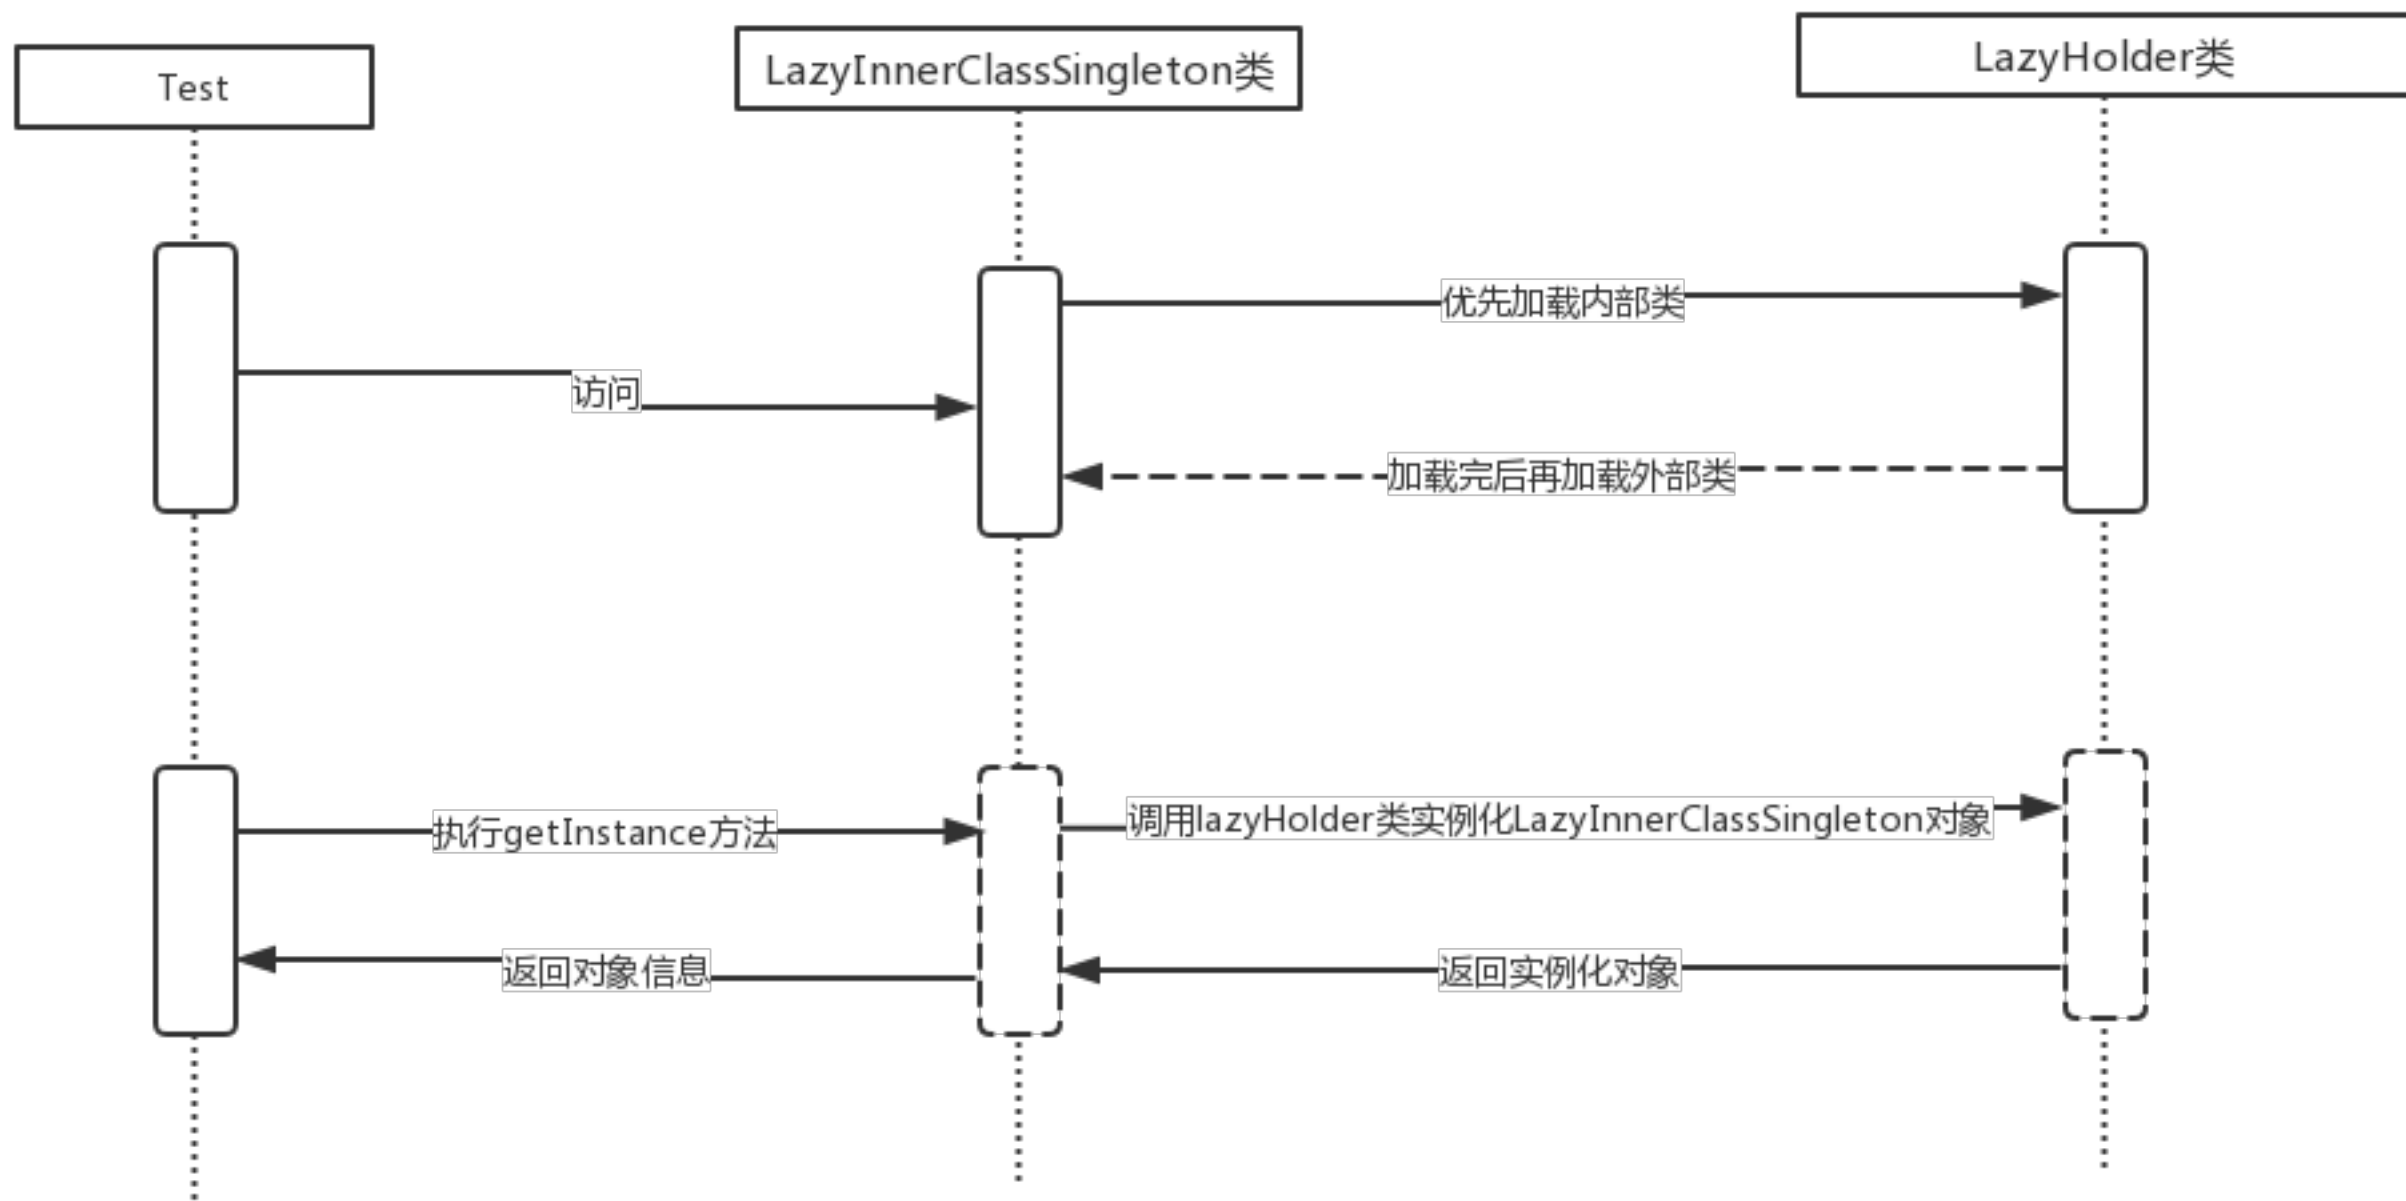 Test
LazyInnerClassSingleton类
LazyHolder类
优先加载内部类
访问
加载完后再加载外部类
执行getInstance方法
调用lazyHolder类实例化LazyInnerClassSingleton对象
返回对象信息
返回实例化对象